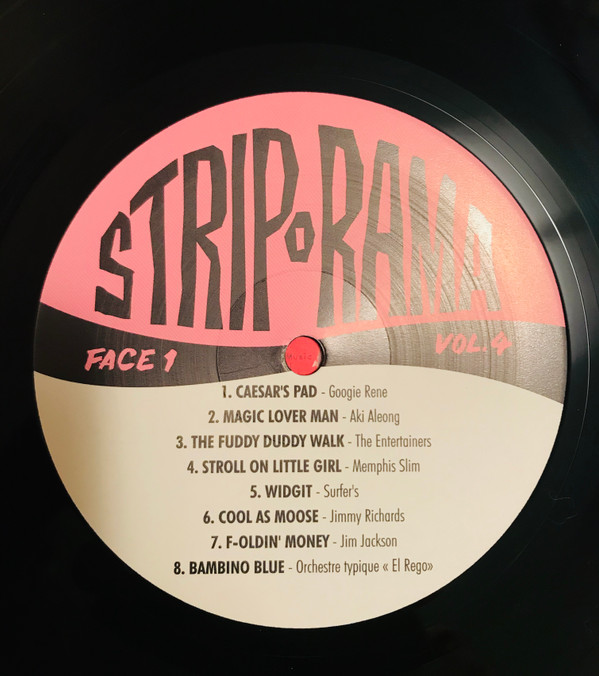 STRIP-O-RAMA
FACE 1
VOL. 4
1. CAESAR'S PAD - Googie Rene
2. MAGIC LOVER MAN - Aki Aleong
3. THE FUDDY DUDDY WALK - The Entertainers
4. STROLL ON LITTLE GIRL - Memphis Slim
5. WIDGIT - Surfer's
6. COOL AS MOOSE - Jimmy Richards
7. F-OLDIN' MONEY - Jim Jackson
8. BAMBINO BLUE - Orchestre typique « El Rego»